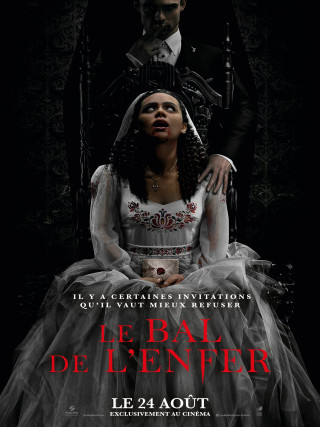 IL Y A CERTAINES INVITATIONS
QU'IL VAUT MIEUX REFUSER
LE BAL
DE L'ENFER
LE 24 AOÛT
EXCLUSIVEMENT AU CINÉMA